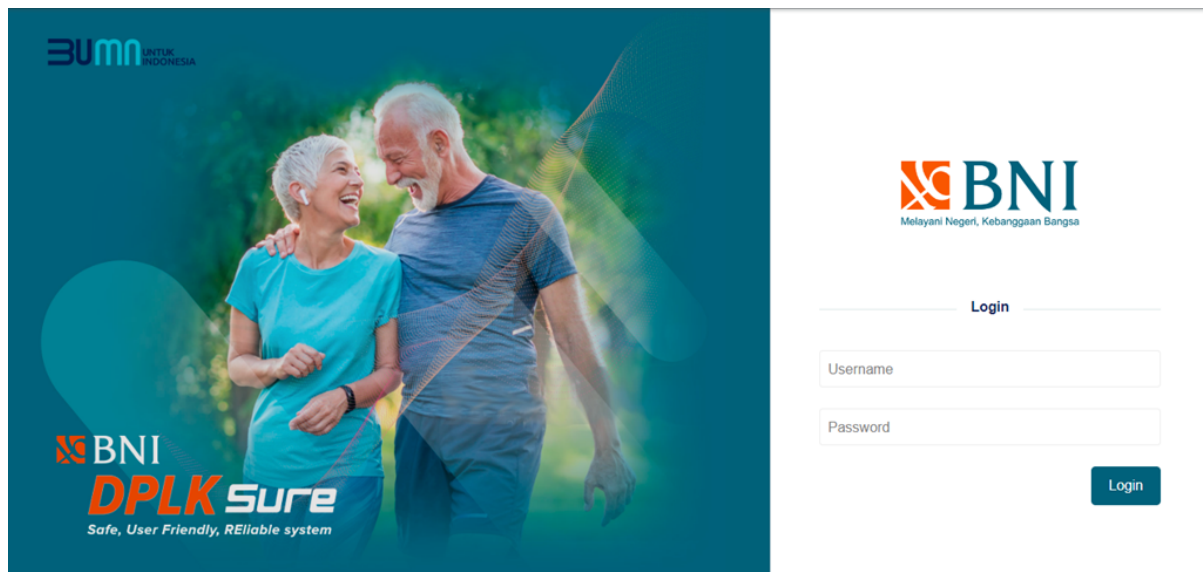 BUMN UNTUK
INDONESIA
BNI
DPLK Sure
Safe, User Friendly, REliable system
BNI
Melayani Negeri, Kebanggaan Bangsa
Login
Username
Password
Login